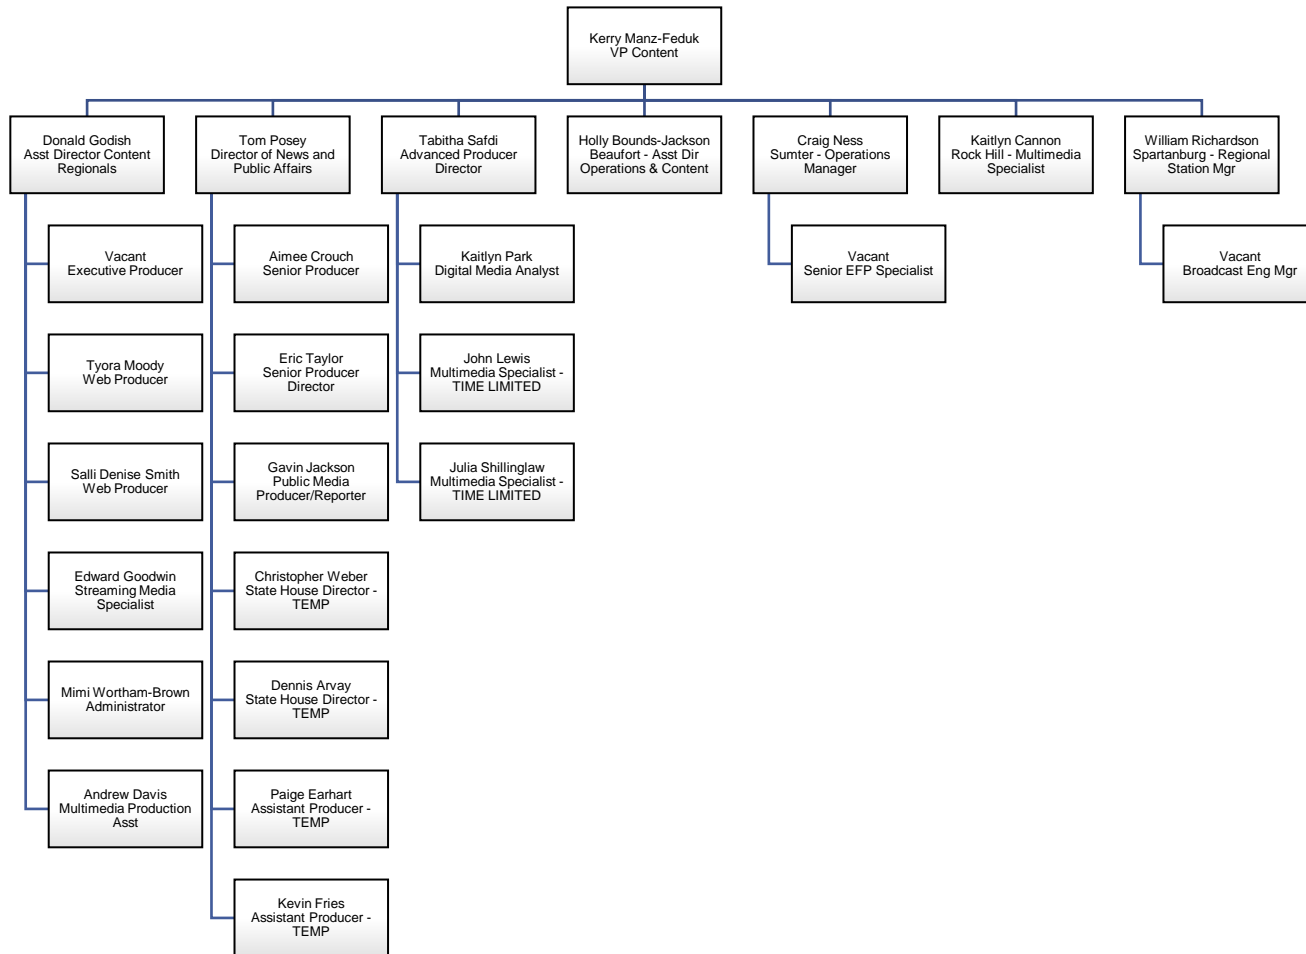 Kerry Manz-Feduk
VP Content
Donald Godish
Asst Director Content
Regionals
Tom Posey
Director of News and
Public Affairs
Tabitha Safdi
Advanced Producer
Director
Holly Bounds-Jackson
Beaufort - Asst Dir
Operations & Content
Craig Ness
Sumter - Operations
Manager
Kaitlyn Cannon
Rock Hill - Multimedia
Specialist
William Richardson
Spartanburg - Regional
Station Mgr
Vacant
Executive Producer
Aimee Crouch
Senior Producer
Kaitlyn Park
Digital Media Analyst
Vacant
Senior EFP Specialist
Vacant
Broadcast Eng Mgr
Tyora Moody
Web Producer
Eric Taylor
Senior Producer
Director
John Lewis
Multimedia Specialist -
TIME LIMITED
Salli Denise Smith
Web Producer
Gavin Jackson
Public Media
Producer/Reporter
Julia Shillinglaw
Multimedia Specialist -
TIME LIMITED
Edward Goodwin
Streaming Media
Specialist
Christopher Weber
State House Director -
TEMP
Mimi Wortham-Brown
Administrator
Dennis Arvay
State House Director -
TEMP
Andrew Davis
Multimedia Production
Asst
Paige Earhart
Assistant Producer -
TEMP
Kevin Fries
Assistant Producer -
TEMP